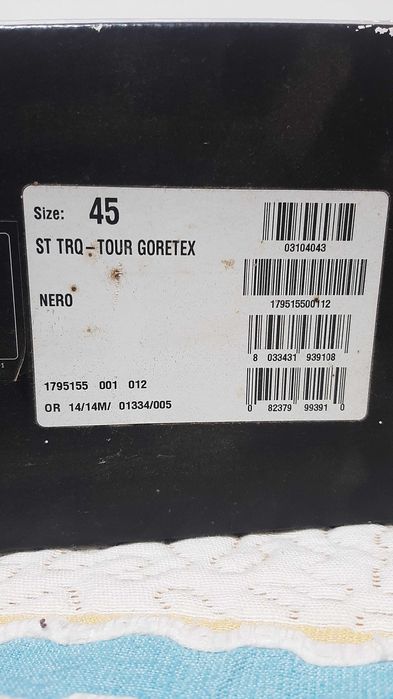 Size: 45
ST TRQ-TOUR GORETEX
NERO
1795155 001 012
OR 14/14M/ 01334/005
03104043
179515500112
8 033431 939108
0 82379 99391 0